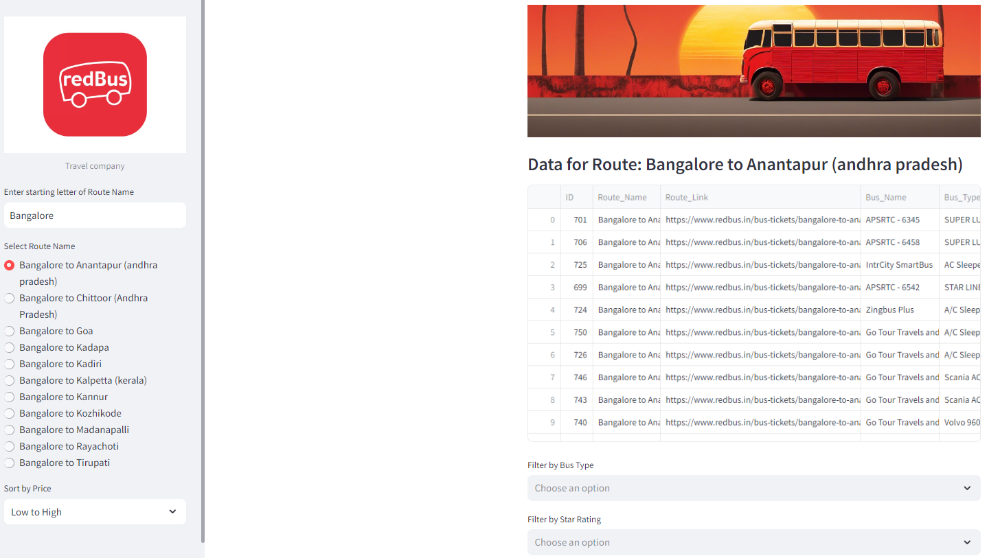 redBus
Travel company
Enter starting letter of Route Name
Bangalore
Select Route Name
Bangalore to Anantapur (andhra
pradesh)
Bangalore to Chittoor (Andhra
Pradesh)
Bangalore to Goa
Bangalore to Kadapa
Bangalore to Kadiri
Bangalore to Kalpetta (kerala)
Bangalore to Kannur
Bangalore to Kozhikode
Bangalore to Madanapalli
Bangalore to Rayachoti
Bangalore to Tirupati
Sort by Price
Low to High
Data for Route: Bangalore to Anantapur (andhra pradesh)
ID Route_Name Route_Link Bus_Name Bus_Type
0 701 Bangalore to Ana https://www.redbus.in/bus-tickets/bangalore-to-ana APSRTC - 6345 SUPER LU
1 706 Bangalore to Ana https://www.redbus.in/bus-tickets/bangalore-to-ana APSRTC - 6458 SUPER LU
2 725 Bangalore to Ana https://www.redbus.in/bus-tickets/bangalore-to-ana IntrCity SmartBus AC Sleepe
3 699 Bangalore to Ana https://www.redbus.in/bus-tickets/bangalore-to-ana APSRTC - 6542 STAR LINE
4 724 Bangalore to Ana https://www.redbus.in/bus-tickets/bangalore-to-ana Zingbus Plus A/C Sleep
5 750 Bangalore to Ana https://www.redbus.in/bus-tickets/bangalore-to-ana Go Tour Travels and A/C Sleep
6 726 Bangalore to Ana https://www.redbus.in/bus-tickets/bangalore-to-ana Go Tour Travels and A/C Sleep
7 746 Bangalore to Ana https://www.redbus.in/bus-tickets/bangalore-to-ana Go Tour Travels and Scania AC
8 743 Bangalore to Ana https://www.redbus.in/bus-tickets/bangalore-to-ana Go Tour Travels and Scania AC
9 740 Bangalore to Ana https://www.redbus.in/bus-tickets/bangalore-to-ana Go Tour Travels and Volvo 960
Filter by Bus Type
Choose an option
Filter by Star Rating
Choose an option